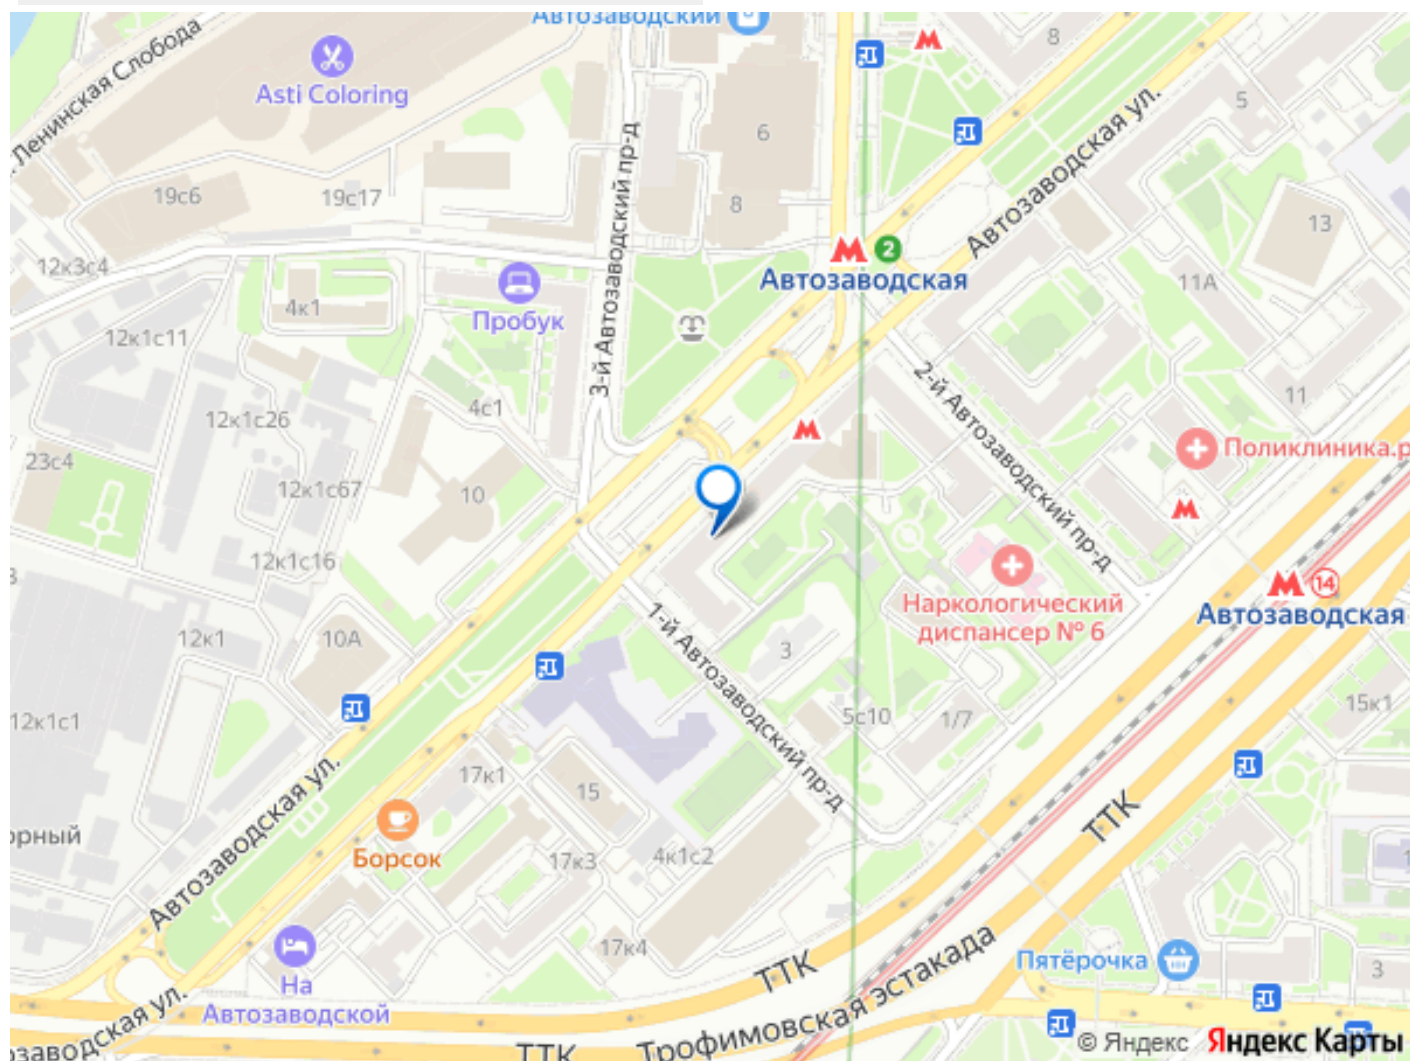 Автозаводский
Ленинская Слобода
Asti Coloring
8
5
Автозаводская ул.
6
3-й Автозаводский пр-д
19с6
19с17
8
13
Автозаводская
2
12к3с4
4к1
Пробук
11А
12к1с11
2-й Автозаводский пр-д
11
4с1
12к1с26
23с4
Поликлиника.р
12к1с67
10
12к1с16
Наркологический
диспансер № 6
14
Автозаводская
12к1
10А
1-й Автозаводский пр-д
3
5с10
1/7
15к1
12к1с1
17к1
15
ТТК
Автозаводская ул.
орный
Борсок
17к3
4к1с2
17к4
ТТК
Трофимовская эстакада
Пятёрочка
3
На
Автозаводской
заводская ул.
ТТК
© Яндекс Яндекс Карты